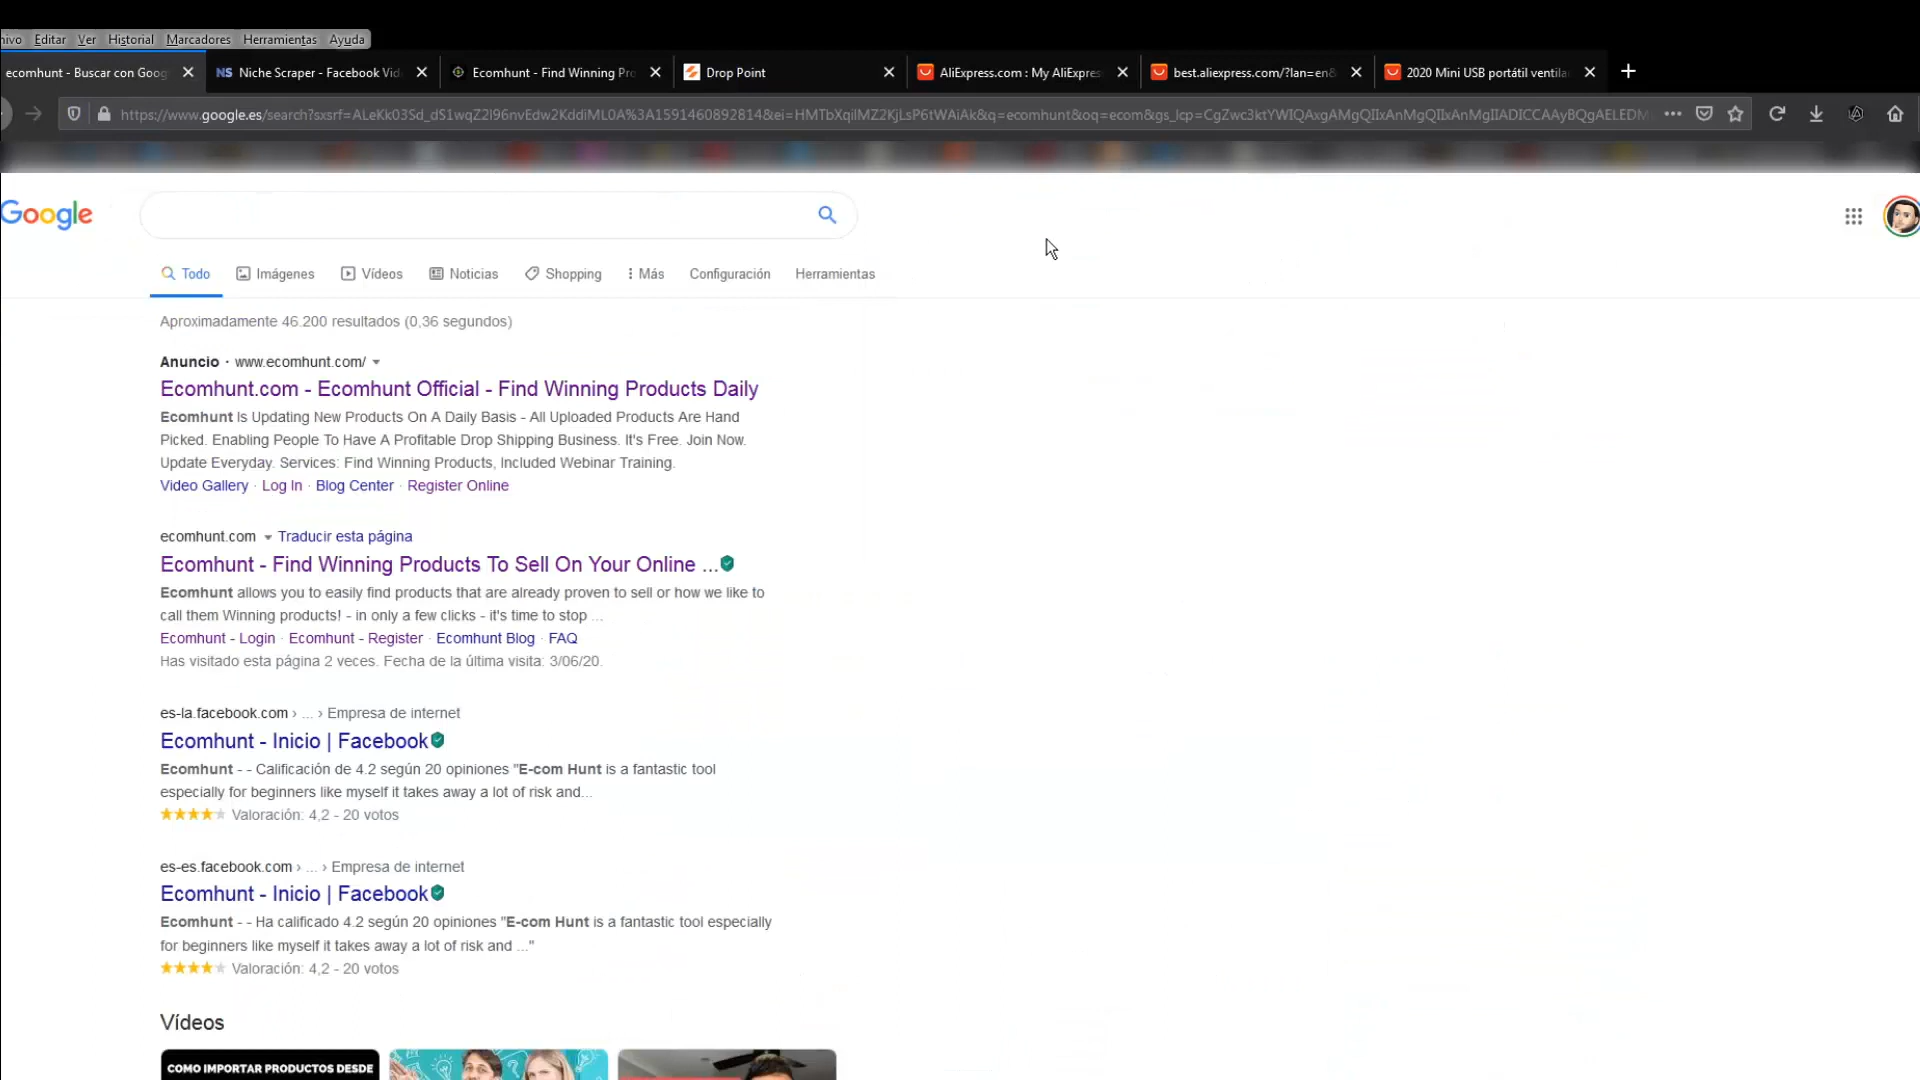 hivo Editar Ver Historial Marcadores Herramientas Ayuda
ecomhunt - Buscar con Goog
NS Niche Scraper - Facebook Vid
Ecomhunt - Find Winning Pro
Drop Point
AliExpress.com : My AliExpres
best.aliexpress.com/?lan=en&
2020 Mini USB portátil ventila
https://www.google.es/search?sxsrf=ALeKk03Sd_dS1wqZ2l96nvEdw2KddiML0A%3A1591460892814&ei=HMTbXqilMZ2KjLsP6tWAiAk&q=ecomhunt&oq=ecom&gs_lcp=CgZwc3ktYWIQAxgAMgQIIxAnMgQIIxAnMgIIADICCAAyBQgAELEDM
Google
Todo Imágenes Vídeos Noticias Shopping Más Configuración Herramientas
Aproximadamente 46.200 resultados (0,36 segundos)
Anuncio · www.ecomhunt.com/
Ecomhunt.com - Ecomhunt Official - Find Winning Products Daily
Ecomhunt Is Updating New Products On A Daily Basis - All Uploaded Products Are Hand
Picked. Enabling People To Have A Profitable Drop Shipping Business. It's Free. Join Now.
Update Everyday. Services: Find Winning Products, Included Webinar Training.
Video Gallery · Log In · Blog Center · Register Online
ecomhunt.com Traducir esta página
Ecomhunt - Find Winning Products To Sell On Your Online ...
Ecomhunt allows you to easily find products that are already proven to sell or how we like to
call them Winning products! - in only a few clicks - it's time to stop ...
Ecomhunt - Login · Ecomhunt - Register · Ecomhunt Blog · FAQ
Has visitado esta página 2 veces. Fecha de la última visita: 3/06/20.
es-la.facebook.com › ... › Empresa de internet
Ecomhunt - Inicio | Facebook
Ecomhunt - - Calificación de 4.2 según 20 opiniones "E-com Hunt is a fantastic tool
especially for beginners like myself it takes away a lot of risk and...
Valoración: 4,2 - 20 votos
es-es.facebook.com › ... › Empresa de internet
Ecomhunt - Inicio | Facebook
Ecomhunt - - Ha calificado 4.2 según 20 opiniones "E-com Hunt is a fantastic tool especially
for beginners like myself it takes away a lot of risk and ..."
Valoración: 4,2 - 20 votos
Vídeos
COMO IMPORTAR PRODUCTOS DESDE